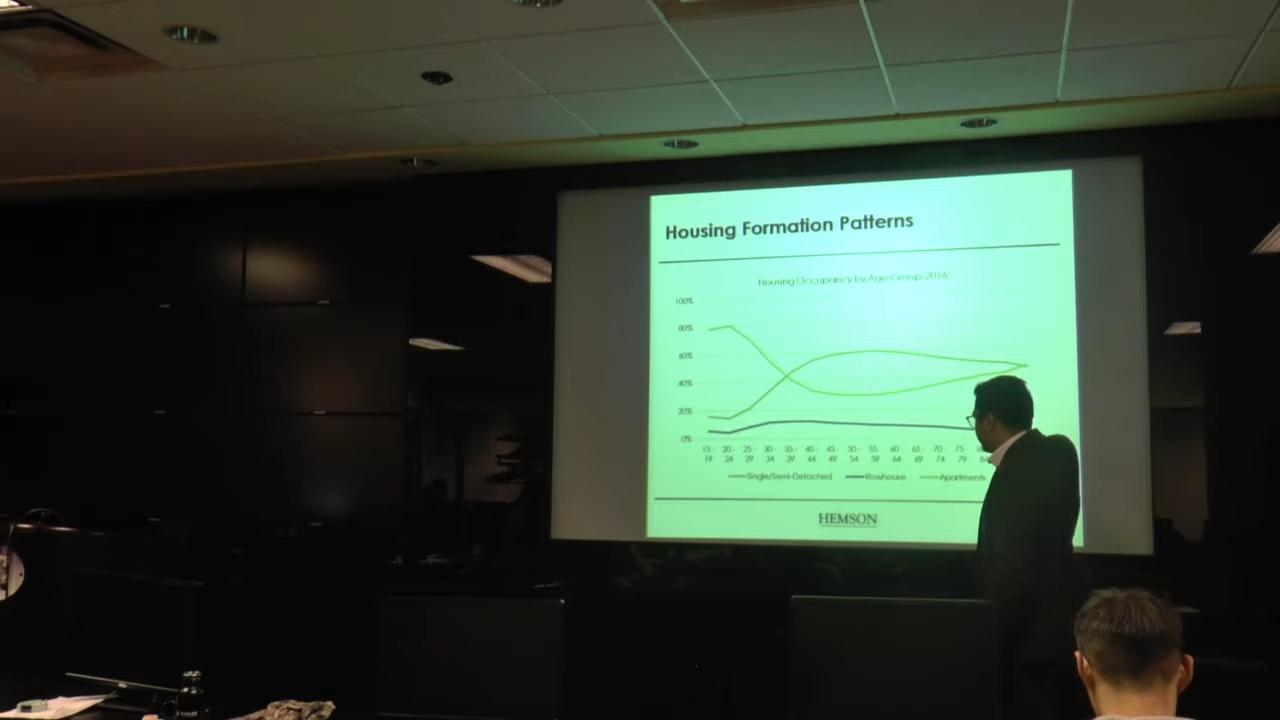 Housing Formation Patterns
Housing Occupancy by Age Group, 2016
100%
80%
60%
40%
20%
0%
15 - 20 - 25 - 30 - 35 - 40 - 45 - 50 - 55 - 60 - 65 - 70 - 75 -
19 24 29 34 39 44 49 54 59 64 69 74 79 84
Single/Semi-Detached Rowhouse Apartments
HEMSON